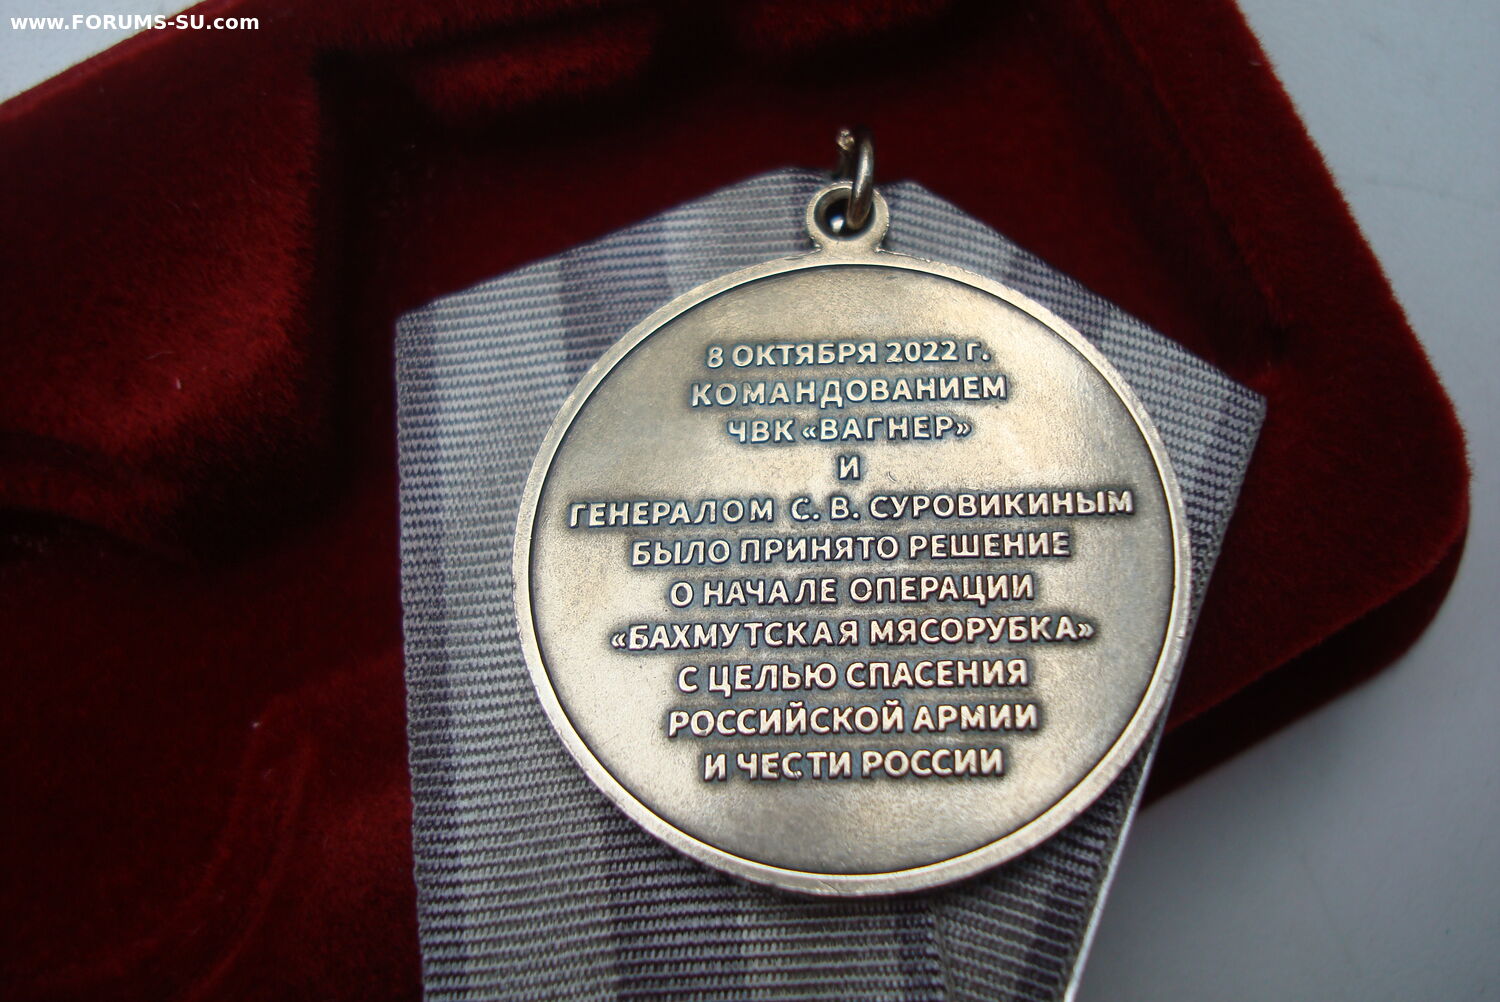 www.FORUMS-SU.com
8 ОКТЯБРЯ 2022 г.
КОМАНДОВАНИЕМ
ЧВК «ВАГНЕР»
И
ГЕНЕРАЛОМ С. В. СУРОВИКИНЫМ
БЫЛО ПРИНЯТО РЕШЕНИЕ
О НАЧАЛЕ ОПЕРАЦИИ
«БАХМУТСКАЯ МЯСОРУБКА»
С ЦЕЛЬЮ СПАСЕНИЯ
РОССИЙСКОЙ АРМИИ
И ЧЕСТИ РОССИИ